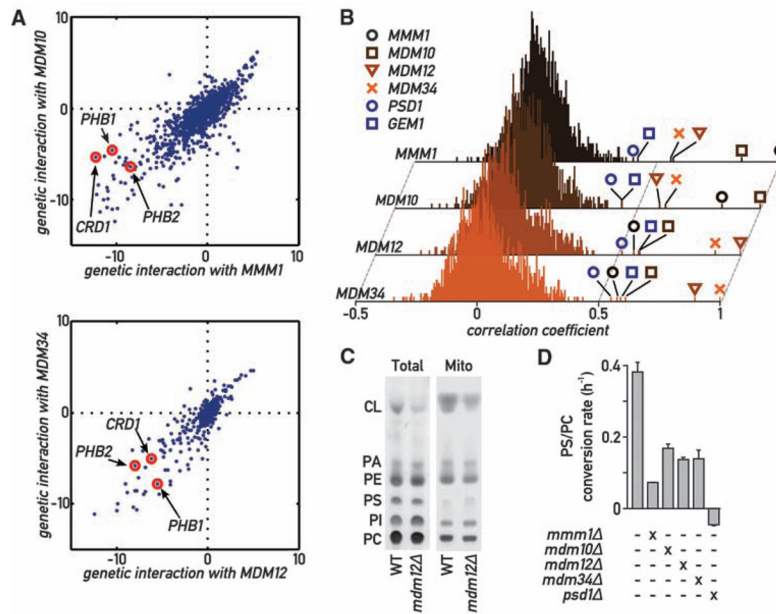 A
10
0
-10
genetic interaction with MDM10
PHB1
CRD1
PHB2
-10
0
10
genetic interaction with MMM1
10
0
-10
genetic interaction with MDM34
CRD1
PHB2
PHB1
-10
0
10
genetic interaction with MDM12
B
MMM1
MDM10
MDM12
MDM34
PSD1
GEM1
MMM1
MDM10
MDM12
MDM34
-0.5
0
0.5
1
correlation coefficient
C
Total
Mito
CL
PA
PE
PS
PI
PC
WT
mdm12Δ
WT
mdm12Δ
D
PS/PC
conversion rate (h⁻¹)
0.4
0.2
0
mmm1Δ - x - - - -
mdm10Δ - - x - - -
mdm12Δ - - - x - -
mdm34Δ - - - - x -
psd1Δ - - - - - x